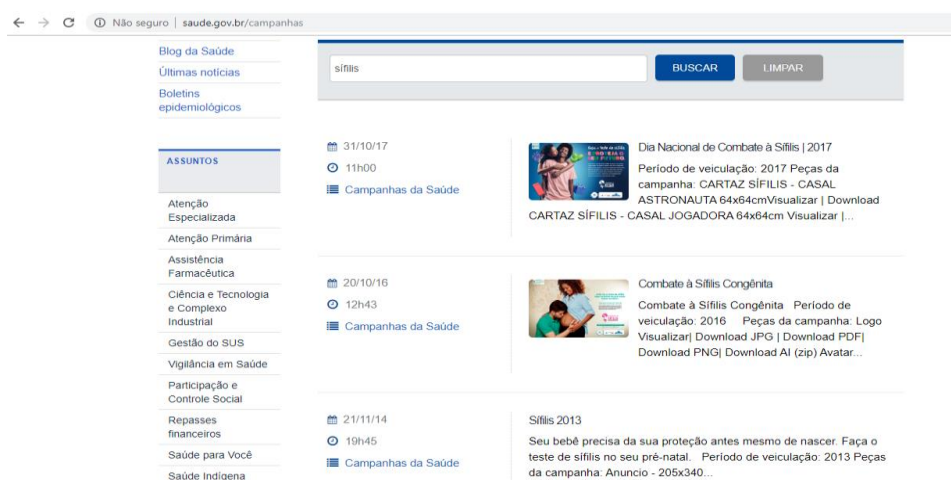 Não seguro | saude.gov.br/campanhas
Blog da Saúde
Últimas notícias
Boletins
epidemiológicos
ASSUNTOS
Atenção
Especializada
Atenção Primária
Assistência
Farmacêutica
Ciência e Tecnologia
e Complexo
Industrial
Gestão do SUS
Vigilância em Saúde
Participação e
Controle Social
Repasses
financeiros
Saúde para Você
Saúde Indígena
sífilis
BUSCAR
LIMPAR
31/10/17
11h00
Campanhas da Saúde
Dia Nacional de Combate à Sífilis | 2017
Período de veiculação: 2017 Peças da
campanha: CARTAZ SÍFILIS - CASAL
ASTRONAUTA 64x64cmVisualizar | Download
CARTAZ SÍFILIS - CASAL JOGADORA 64x64cm Visualizar |...
20/10/16
12h43
Campanhas da Saúde
Combate à Sífilis Congênita
Combate à Sífilis Congênita Período de
veiculação: 2016 Peças da campanha: Logo
Visualizar| Download JPG | Download PDF|
Download PNG| Download AI (zip) Avatar...
21/11/14
19h45
Campanhas da Saúde
Sífilis 2013
Seu bebê precisa da sua proteção antes mesmo de nascer. Faça o
teste de sífilis no seu pré-natal. Período de veiculação: 2013 Peças
da campanha: Anuncio - 205x340...